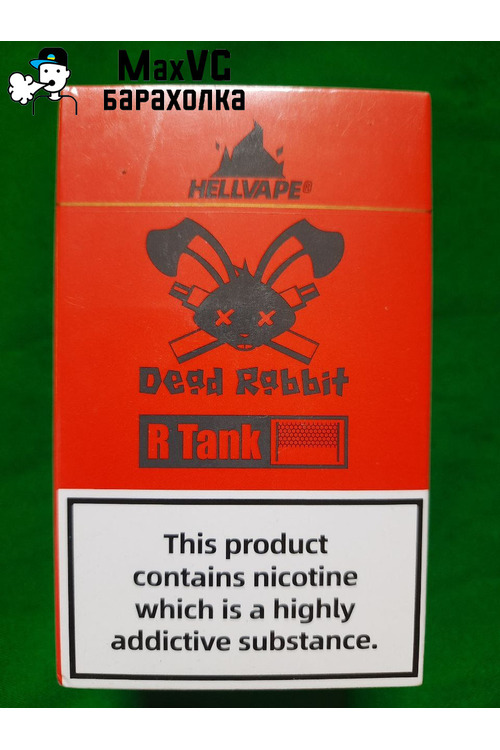 MaxVC
БАРАХОЛКА
HELLVAPE®
Dead Rabbit
R Tank
This product
contains nicotine
which is a highly
addictive substance.